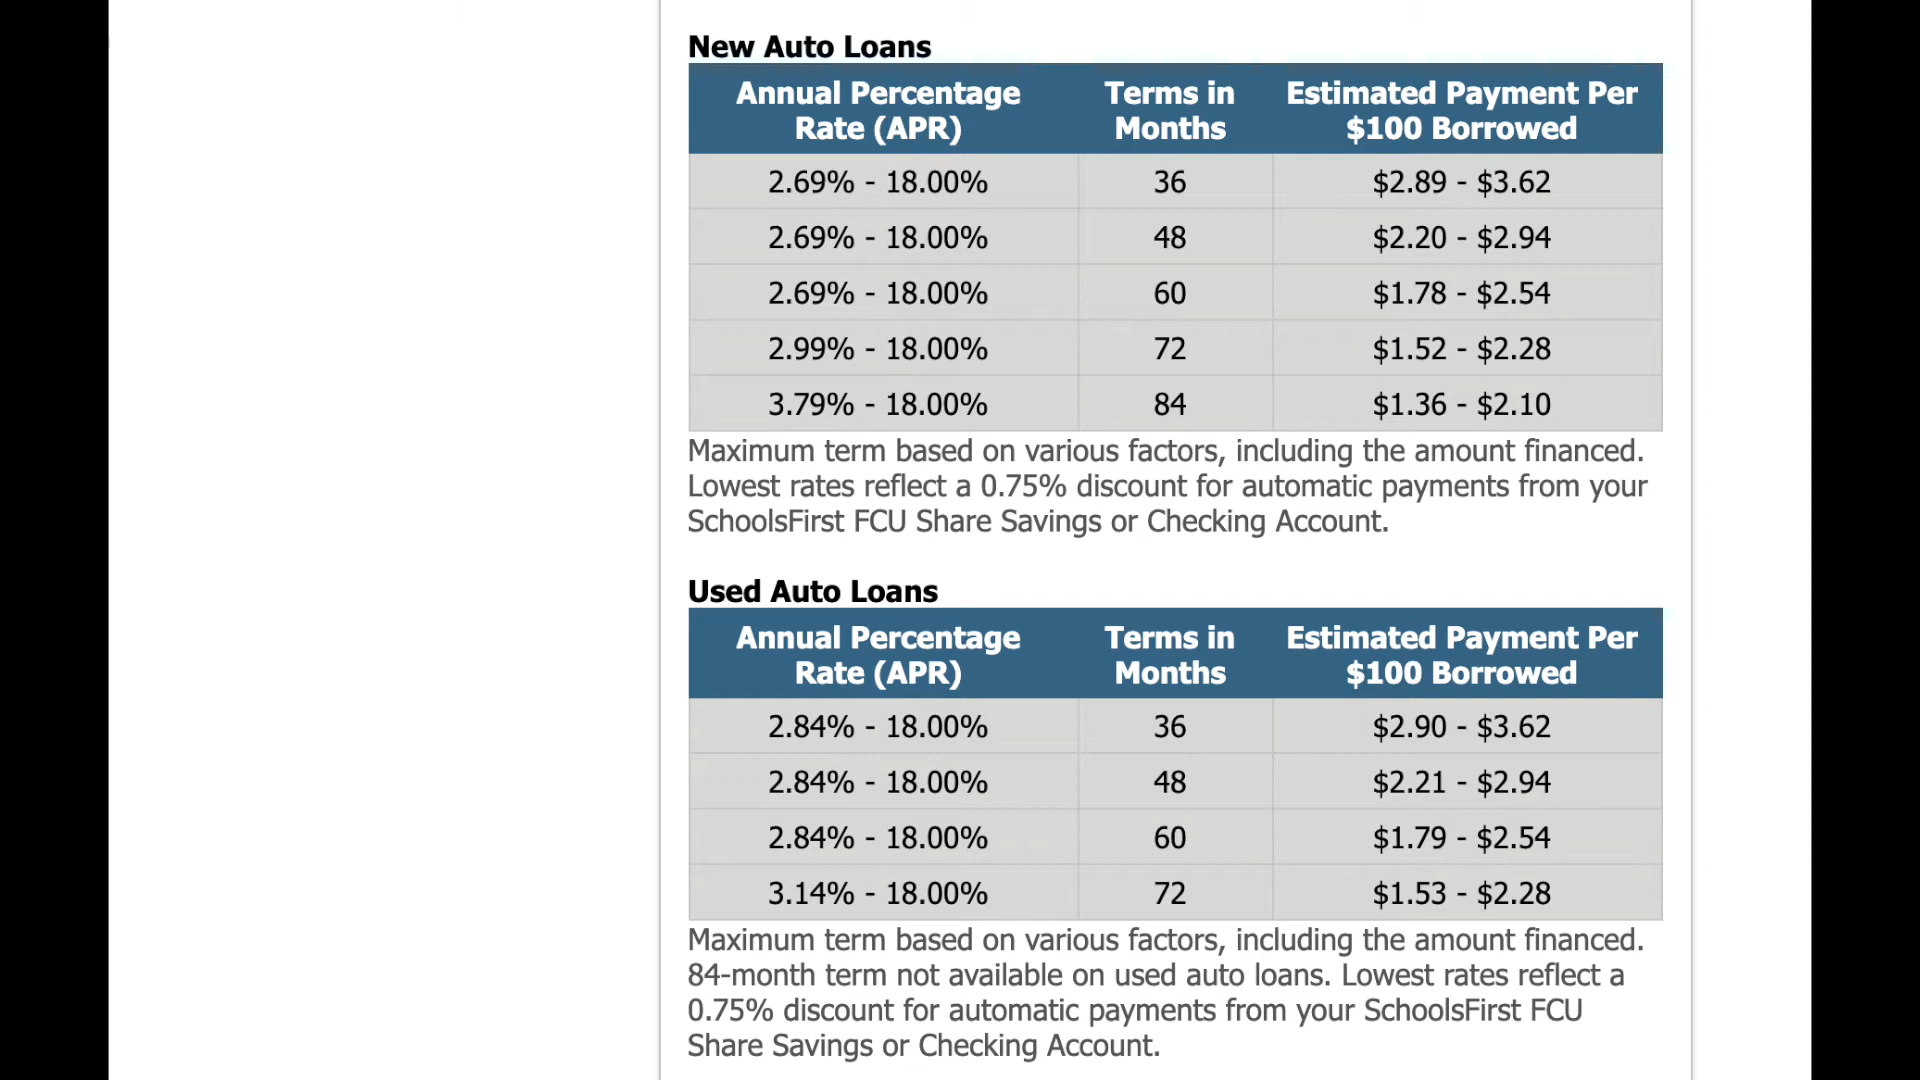 New Auto Loans
Annual Percentage Rate (APR) Terms in Months Estimated Payment Per $100 Borrowed
2.69% - 18.00% 36 $2.89 - $3.62
2.69% - 18.00% 48 $2.20 - $2.94
2.69% - 18.00% 60 $1.78 - $2.54
2.99% - 18.00% 72 $1.52 - $2.28
3.79% - 18.00% 84 $1.36 - $2.10
Maximum term based on various factors, including the amount financed.
Lowest rates reflect a 0.75% discount for automatic payments from your
SchoolsFirst FCU Share Savings or Checking Account.
Used Auto Loans
Annual Percentage Rate (APR) Terms in Months Estimated Payment Per $100 Borrowed
2.84% - 18.00% 36 $2.90 - $3.62
2.84% - 18.00% 48 $2.21 - $2.94
2.84% - 18.00% 60 $1.79 - $2.54
3.14% - 18.00% 72 $1.53 - $2.28
Maximum term based on various factors, including the amount financed.
84-month term not available on used auto loans. Lowest rates reflect a
0.75% discount for automatic payments from your SchoolsFirst FCU
Share Savings or Checking Account.